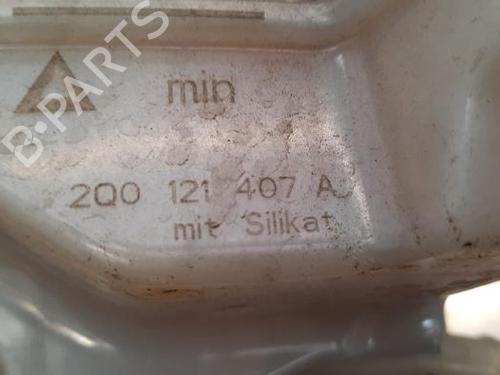 B-PARTS
min
2Q0 121 407 A
mit Silikat